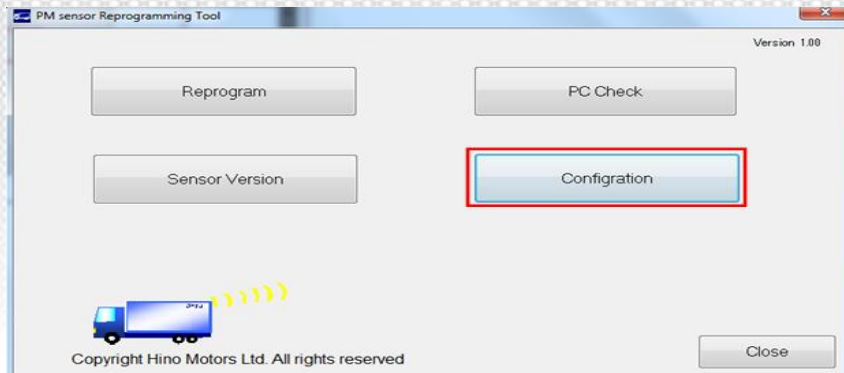 PM sensor Reprogramming Tool
Version 1.00
Reprogram
PC Check
Sensor Version
Configration
Copyright Hino Motors Ltd. All rights reserved
Close